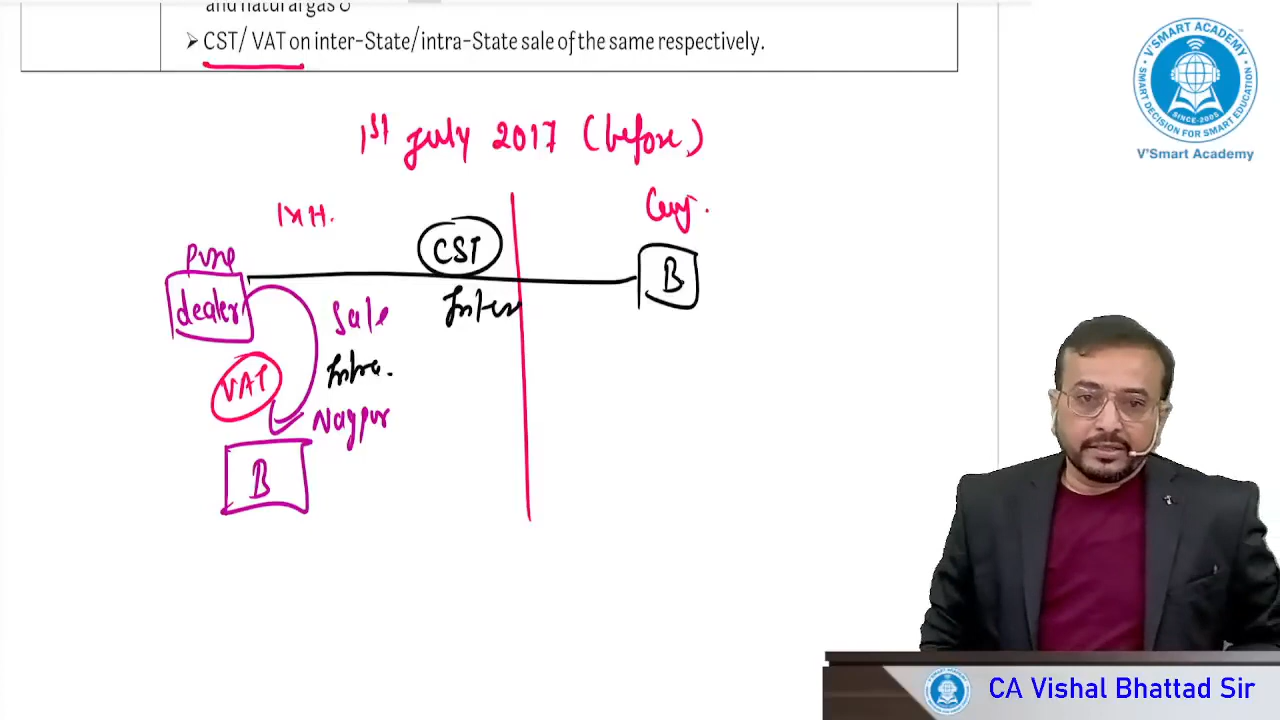 and natural gas &
➤ CST/ VAT on inter-State/intra-State sale of the same respectively.
1st July 2017 (before)
Guj.
Pune
CST
B
dealer
Inter
Sale
Intra.
VAT
Nagpur
B
V'SMART ACADEMY
SMART DECISION FOR SMART EDUCATION
SINCE-2005
V'Smart Academy
CA Vishal Bhattad Sir